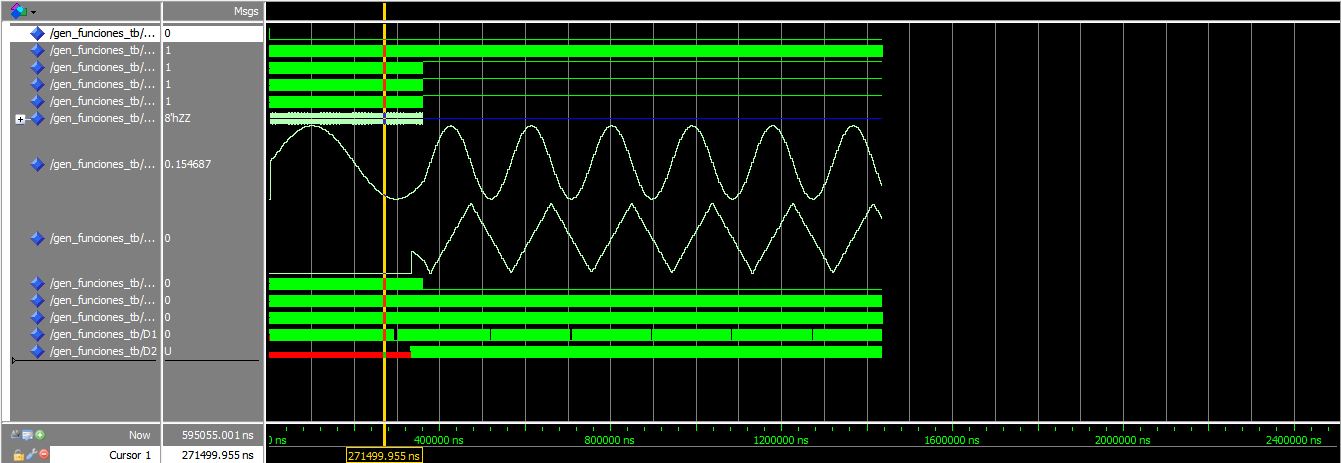 Msgs
/gen_funciones_tb/... 0
/gen_funciones_tb/... 1
/gen_funciones_tb/... 1
/gen_funciones_tb/... 1
/gen_funciones_tb/... 1
/gen_funciones_tb/... 8'hZZ
/gen_funciones_tb/... 0.154687
/gen_funciones_tb/... 0
/gen_funciones_tb/... 0
/gen_funciones_tb/... 0
/gen_funciones_tb/... 0
/gen_funciones_tb/D1 0
/gen_funciones_tb/D2 U
Now 595055.001 ns ns 400000 ns 800000 ns 1200000 ns 1600000 ns 2000000 ns 2400000 ns
Cursor 1 271499.955 ns 271499.955 ns